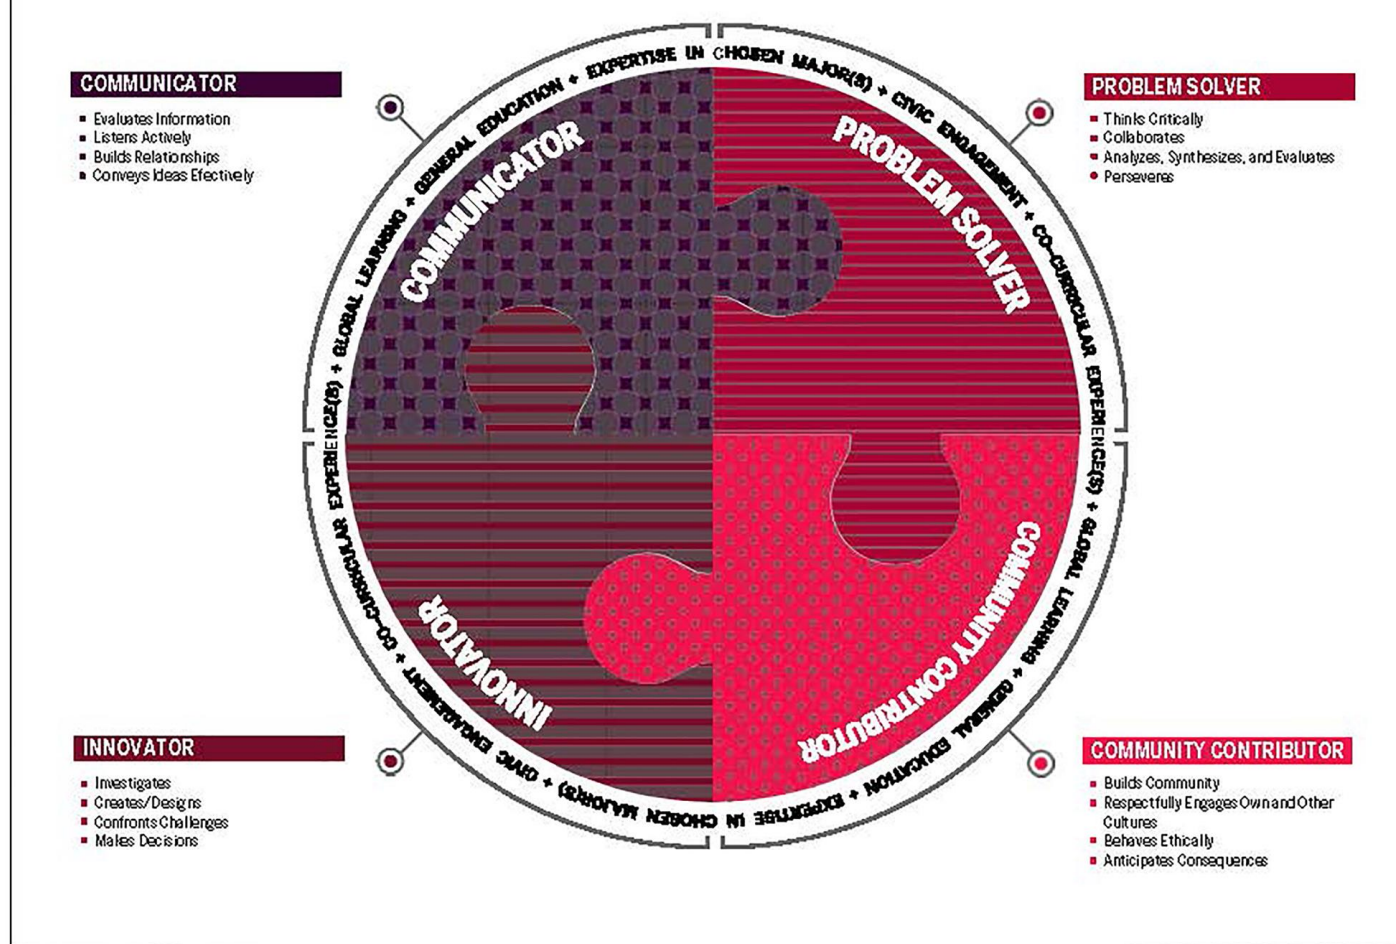 COMMUNICATOR
Evaluates Information
Listens Actively
Builds Relationships
Conveys Ideas Efectively
PROBLEM SOLVER
Thinks Critically
Collaborates
Analyzes, Synthesizes, and Evaluates
Perseveres
GENERAL EDUCATION + EXPERTISE IN CHOSEN MAJOR(S) + CIVIC ENGAGEMENT + CO-CURRICULAR EXPERIENCE(S) + GLOBAL LEARNING + GENERAL EDUCATION + EXPERTISE IN CHOSEN MAJOR(S) + CIVIC ENGAGEMENT + CO-CURRICULAR EXPERIENCE(S) + GLOBAL LEARNING +
COMMUNICATOR
PROBLEM SOLVER
INNOVATOR
COMMUNITY CONTRIBUTOR
INNOVATOR
Investigates
Creates/Designs
Confronts Challenges
Makes Decisions
COMMUNITY CONTRIBUTOR
Builds Community
Respectfully Engages Own and Other
Cultures
Behaves Ethically
Anticipates Consequences